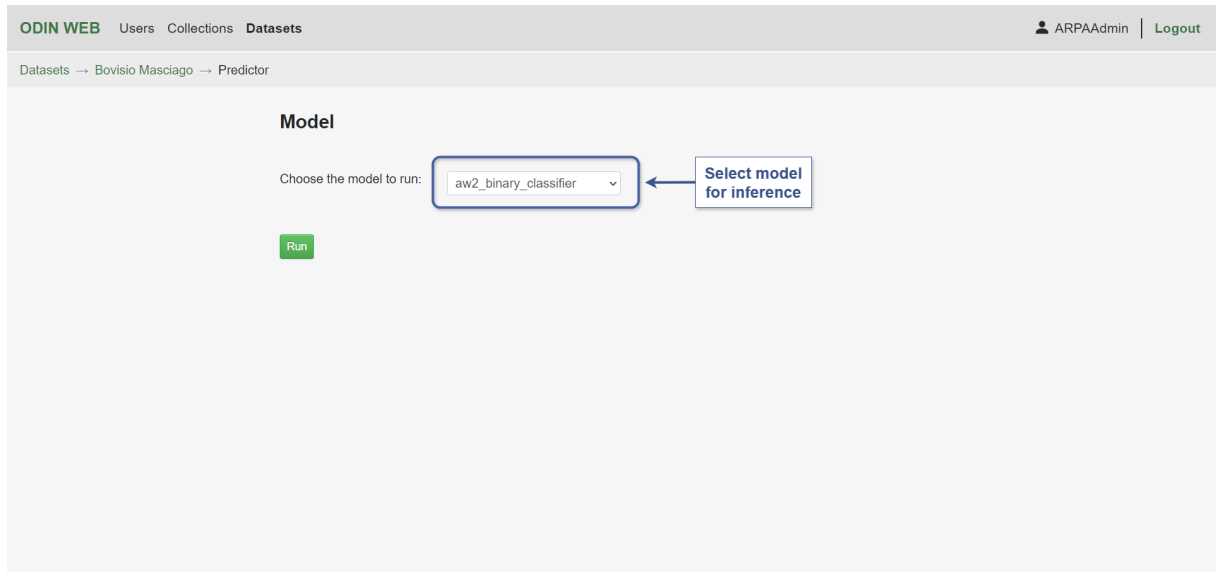 ODIN WEB Users Collections Datasets ARPAAdmin Logout
Datasets → Bovisio Masciago → Predictor
Model
Choose the model to run: aw2_binary_classifier
Select model
for inference
Run